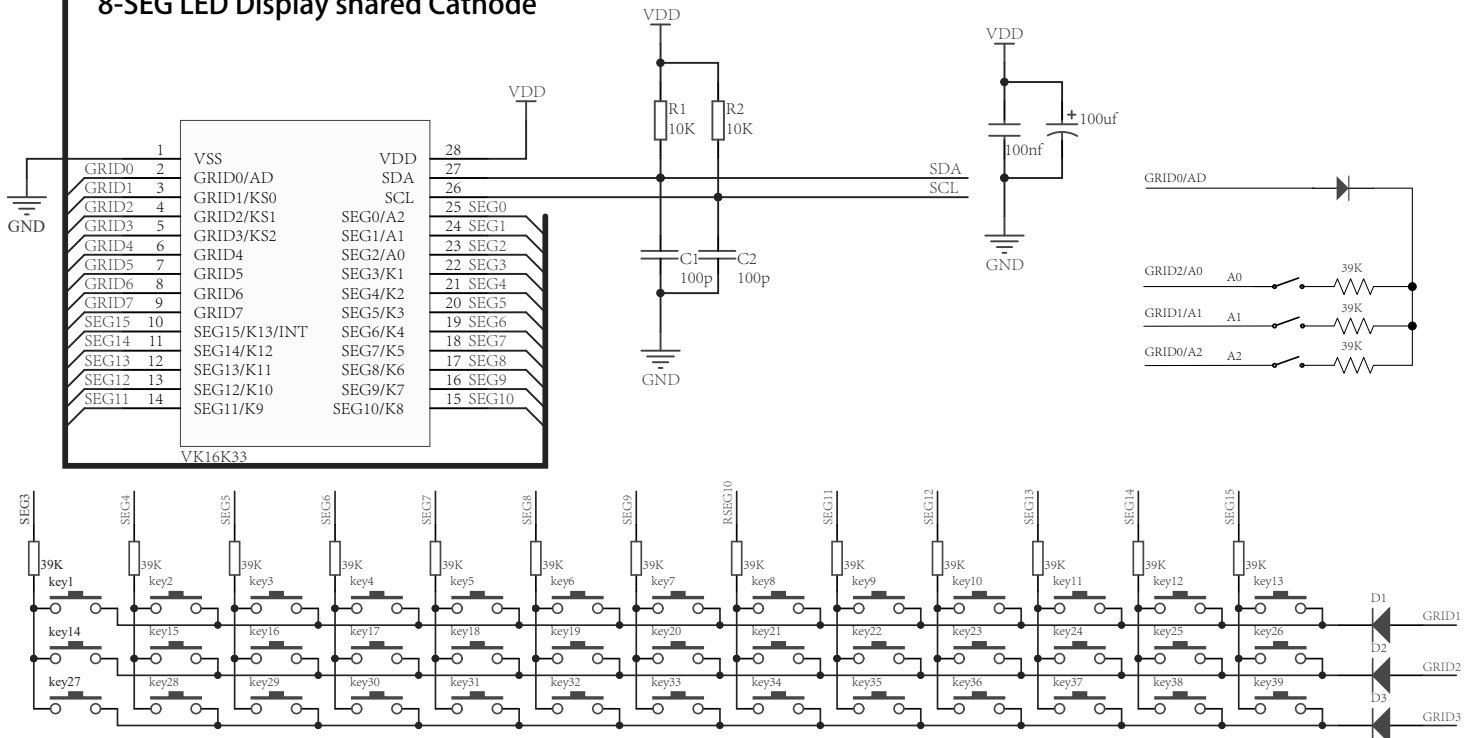 8-SEG LED Display shared Cathode
VDD
VDD
VDD
R1
10K
R2
10K
100nf
+
100uf
GND
1
GRID0 2
GRID1 3
GRID2 4
GRID3 5
GRID4 6
GRID5 7
GRID6 8
GRID7 9
SEG15 10
SEG14 11
SEG13 12
SEG12 13
SEG11 14
VSS
GRID0/AD
GRID1/KS0
GRID2/KS1
GRID3/KS2
GRID4
GRID5
GRID6
GRID7
SEG15/K13/INT
SEG14/K12
SEG13/K11
SEG12/K10
SEG11/K9
VDD
SDA
SCL
SEG0/A2
SEG1/A1
SEG2/A0
SEG3/K1
SEG4/K2
SEG5/K3
SEG6/K4
SEG7/K5
SEG8/K6
SEG9/K7
SEG10/K8
28
27
26
25 SEG0
24 SEG1
23 SEG2
22 SEG3
21 SEG4
20 SEG5
19 SEG6
18 SEG7
17 SEG8
16 SEG9
15 SEG10
VK16K33
SDA
SCL
C1
100p
C2
100p
GND
GND
GRID0/AD
GRID2/A0 A0 39K
GRID1/A1 A1 39K
GRID0/A2 A2 39K
SEG3 SEG4 SEG5 SEG6 SEG7 SEG8 SEG9 RSEG10 SEG11 SEG12 SEG13 SEG14 SEG15
39K 39K 39K 39K 39K 39K 39K 39K 39K 39K 39K 39K 39K
key1 key2 key3 key4 key5 key6 key7 key8 key9 key10 key11 key12 key13
D1 GRID1
key14 key15 key16 key17 key18 key19 key20 key21 key22 key23 key24 key25 key26
D2 GRID2
key27 key28 key29 key30 key31 key32 key33 key34 key35 key36 key37 key38 key39
D3 GRID3